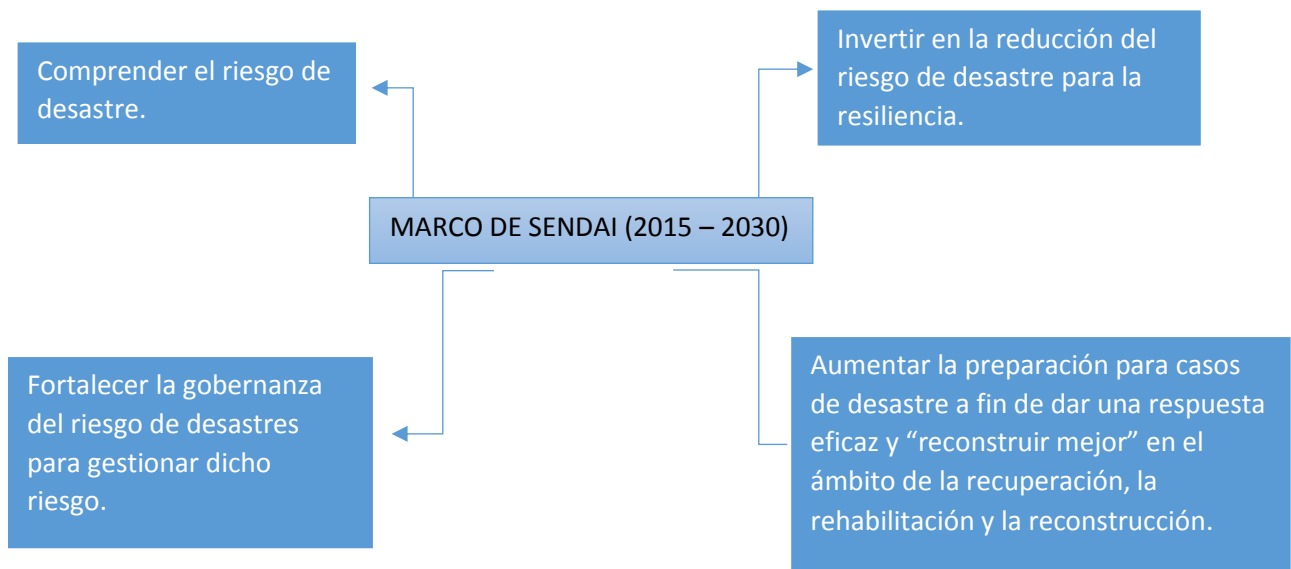 Comprender el riesgo de
desastre.
Invertir en la reducción del
riesgo de desastre para la
resiliencia.
MARCO DE SENDAI (2015 – 2030)
Fortalecer la gobernanza
del riesgo de desastres
para gestionar dicho
riesgo.
Aumentar la preparación para casos
de desastre a fin de dar una respuesta
eficaz y “reconstruir mejor” en el
ámbito de la recuperación, la
rehabilitación y la reconstrucción.